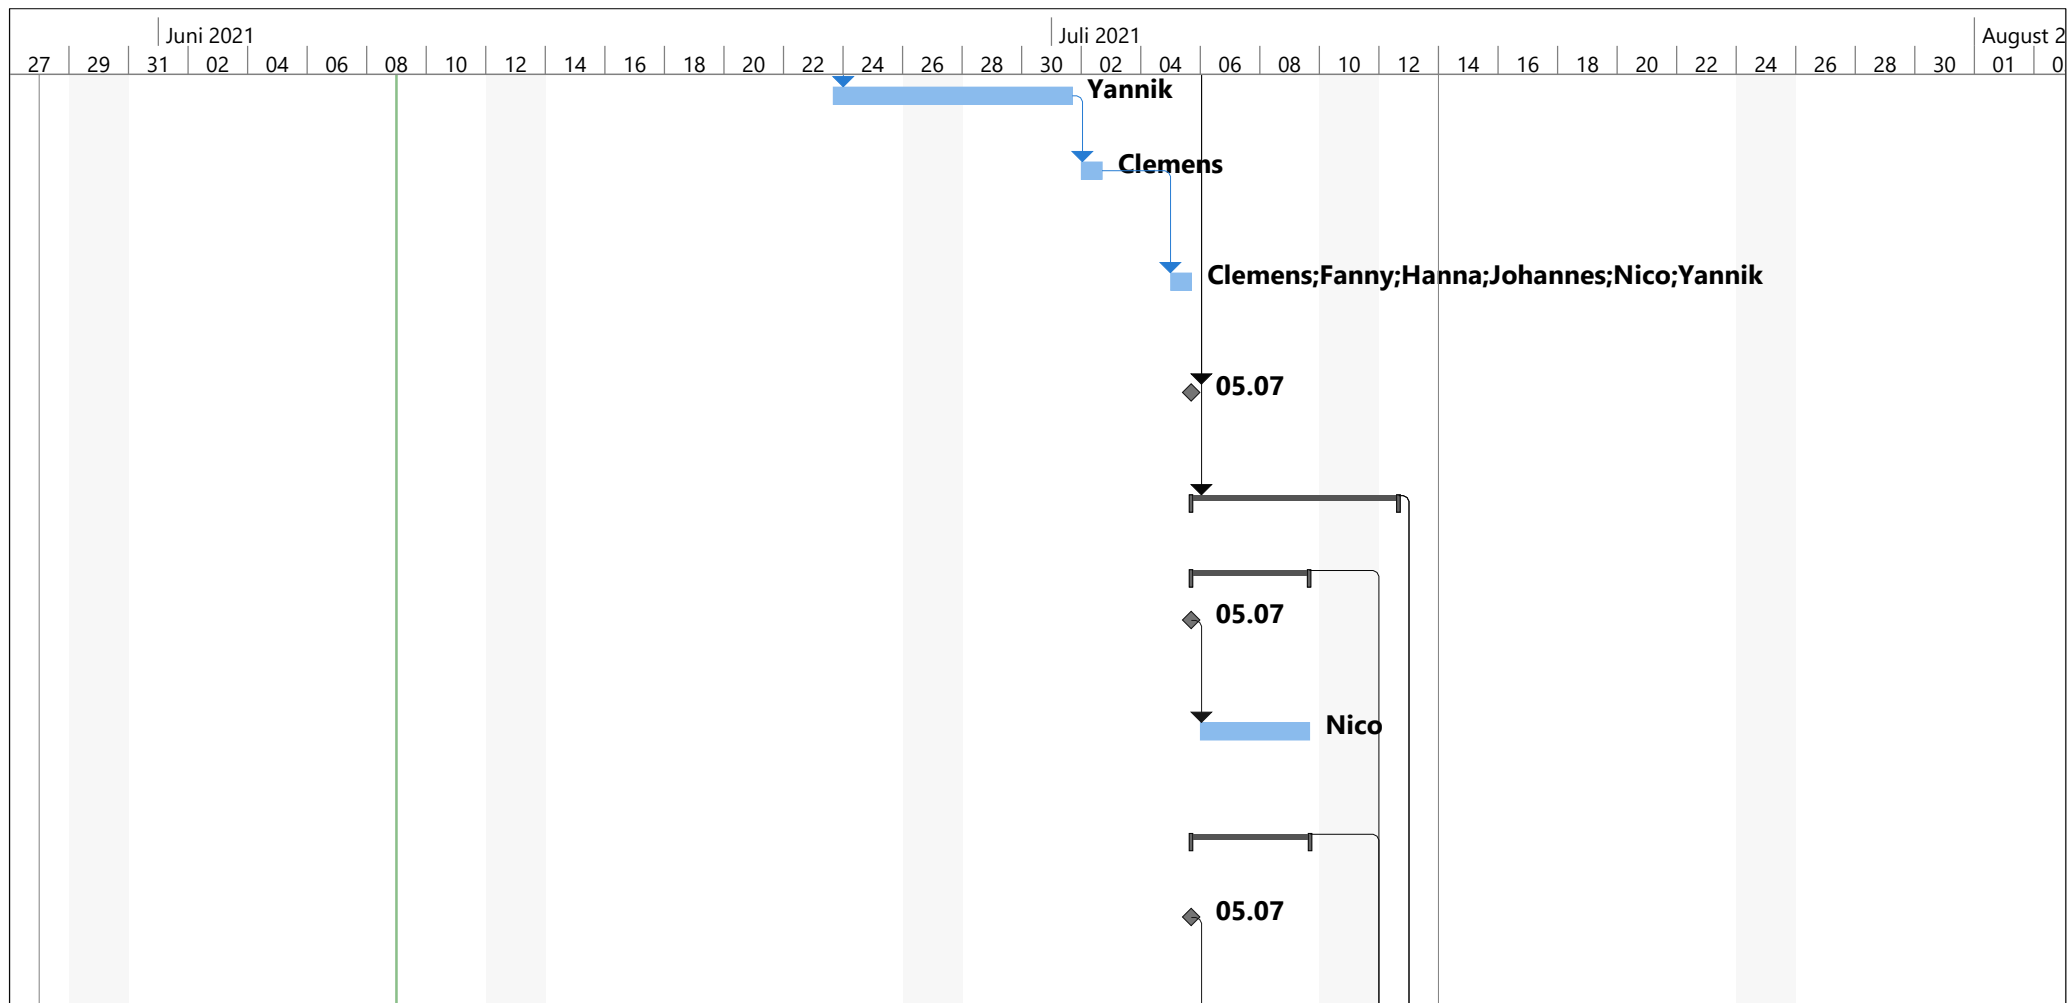 Juni 2021 Juli 2021 August 2
27 29 31 02 04 06 08 10 12 14 16 18 20 22 24 26 28 30 02 04 06 08 10 12 14 16 18 20 22 24 26 28 30 01 0
Yannik
Clemens
Clemens;Fanny;Hanna;Johannes;Nico;Yannik
05.07
05.07
Nico
05.07